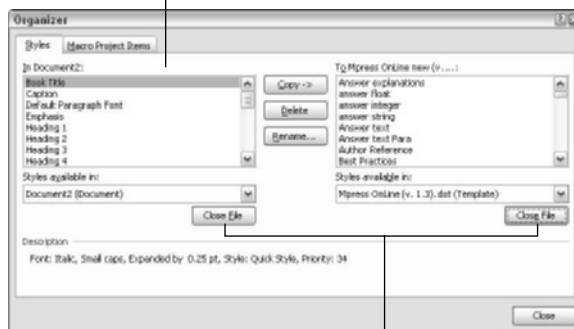 Organizer
Styles
Macro Project Items
In Document2:
Book Title
Caption
Default Paragraph Font
Emphasis
Heading 1
Heading 2
Heading 3
Heading 4
Styles available in:
Document2 (Document)
Close File
Copy ->
Delete
Rename...
To Mpress OnLine new (v....:
Answer explanations
answer float
answer integer
answer string
Answer text
Answer text Para
Author Reference
Best Practices
Styles available in:
Mpress OnLine (v. 1.3).dot (Template)
Close File
Description
Font: Italic, Small caps, Expanded by 0.25 pt, Style: Quick Style, Priority: 34
Close